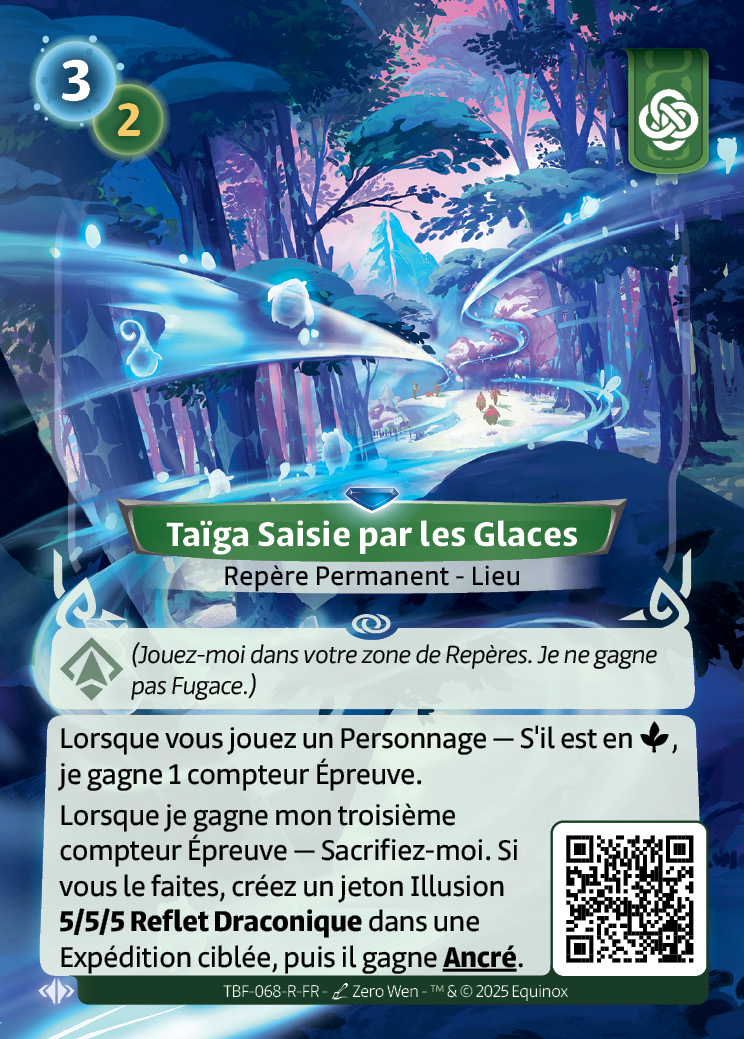 3
2
Taïga Saisie par les Glaces
Repère Permanent - Lieu
(Jouez-moi dans votre zone de Repères. Je ne gagne
pas Fugace.)
Lorsque vous jouez un Personnage — S'il est en ,
je gagne 1 compteur Épreuve.
Lorsque je gagne mon troisième
compteur Épreuve — Sacrifiez-moi. Si
vous le faites, créez un jeton Illusion
5/5/5 Reflet Draconique dans une
Expédition ciblée, puis il gagne Ancré.
TBF-068-R-FR - Zero Wen - ™ & © 2025 Equinox